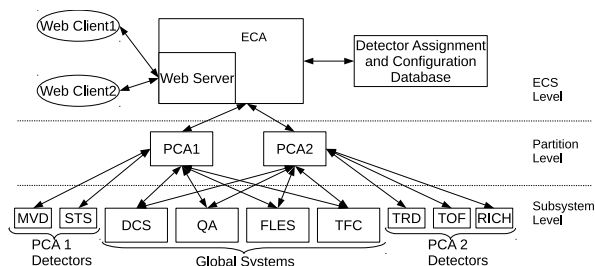 Web Client1
ECA
Web Server
Detector Assignment
and Configuration
Database
Web Client2
ECS
Level
PCA1
PCA2
Partition
Level
MVD
STS
DCS
QA
FLES
TFC
TRD
TOF
RICH
Subsystem
Level
PCA 1
Detectors
Global Systems
PCA 2
Detectors